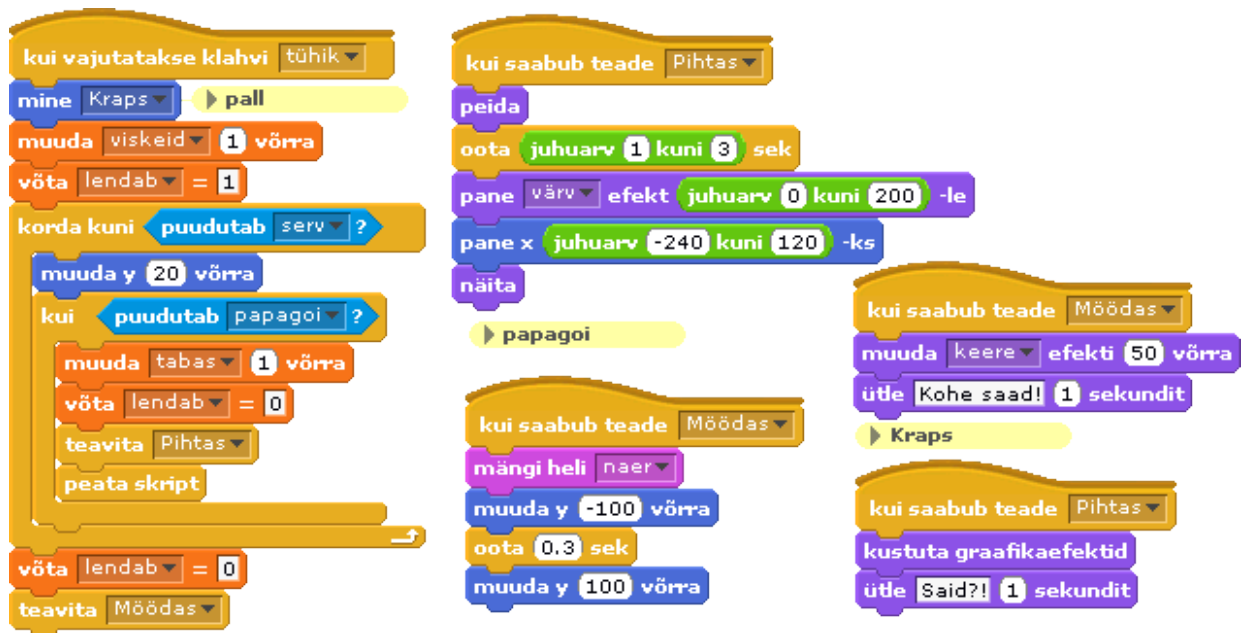 kui vajutatakse klahvi tühik
mine Kraps
pall
muuda viskeid 1 võrra
võta lendab = 1
korda kuni puudutab serv ?
muuda y 20 võrra
kui puudutab papagoi ?
muuda tabas 1 võrra
võta lendab = 0
teavita Pihtas
peata skript
võta lendab = 0
teavita Möödas
kui saabub teade Pihtas
peida
oota juhuarv 1 kuni 3 sek
pane värv efekt juhuarv 0 kuni 200 -le
pane x juhuarv -240 kuni 120 -ks
näita
papagoi
kui saabub teade Möödas
mängi heli naer
muuda y -100 võrra
oota 0.3 sek
muuda y 100 võrra
kui saabub teade Möödas
muuda keere efekti 50 võrra
ütle Kohe saad! 1 sekundit
Kraps
kui saabub teade Pihtas
kustuta graafikaefektid
ütle Said?! 1 sekundit